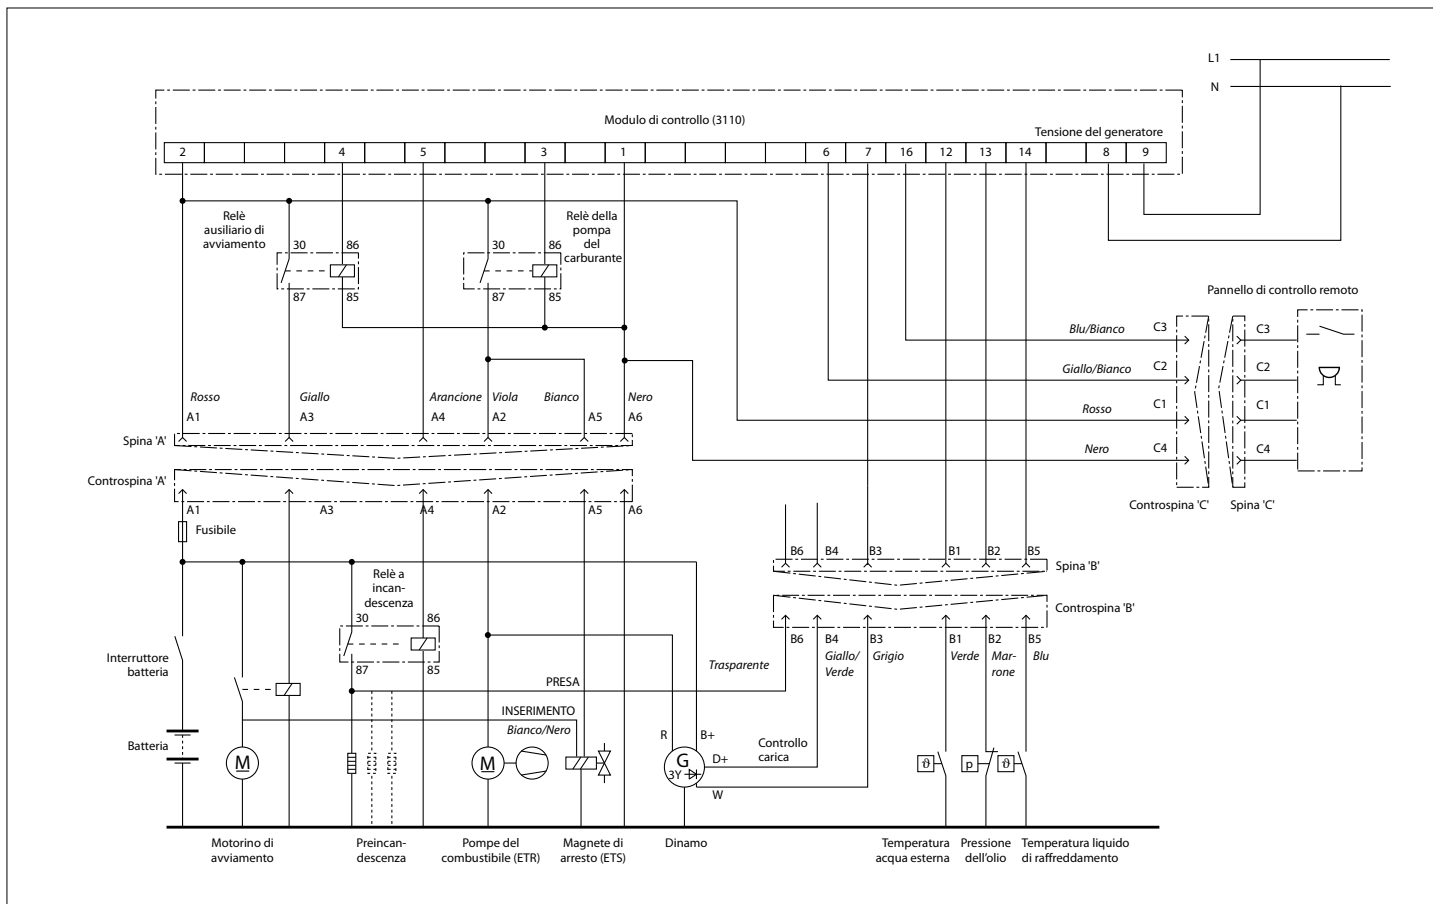 L1
N
Modulo di controllo (3110)
Tensione del generatore
2 4 5 3 1 6 7 16 12 13 14 8 9
Relè
ausiliario di
avviamento
30 86
87 85
Relè della
pompa
del
carburante
30 86
87 85
Pannello di controllo remoto
Blu/Bianco C3 C3
Giallo/Bianco C2 C2
Rosso C1 C1
Nero C4 C4
Controspina 'C' Spina 'C'
Rosso Giallo Arancione Viola Bianco Nero
A1 A3 A4 A2 A5 A6
Spina 'A'
Controspina 'A'
A1 A3 A4 A2 A5 A6
Fusibile
B6 B4 B3 B1 B2 B5
Spina 'B'
Controspina 'B'
B6 B4 B3 B1 B2 B5
Trasparente
Giallo/
Verde
Grigio
Verde
Mar-
rone
Blu
Relè a
incan-
descenza
30 86
87 85
Interruttore
batteria
PRESA
INSERIMENTO
Bianco/Nero
Batteria
M
M
R B+
G
3Y
D+
W
Controllo
carica
ϑ p ϑ
Motorino di
avviamento
Preincan-
descenza
Pompe del
combustibile (ETR)
Magnete di
arresto (ETS)
Dinamo
Temperatura
acqua esterna
Pressione
dell'olio
Temperatura liquido
di raffreddamento